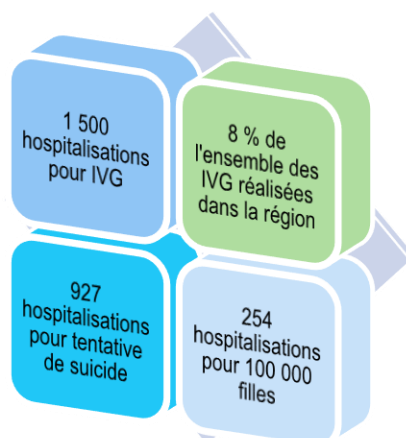 1 500
hospitalisations
pour IVG
8 % de
l'ensemble des
IVG réalisées
dans la région
927
hospitalisations
pour tentative
de suicide
254
hospitalisations
pour 100 000
filles